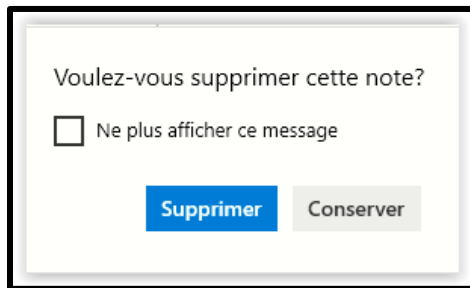 Voulez-vous supprimer cette note?
Ne plus afficher ce message
Supprimer Conserver